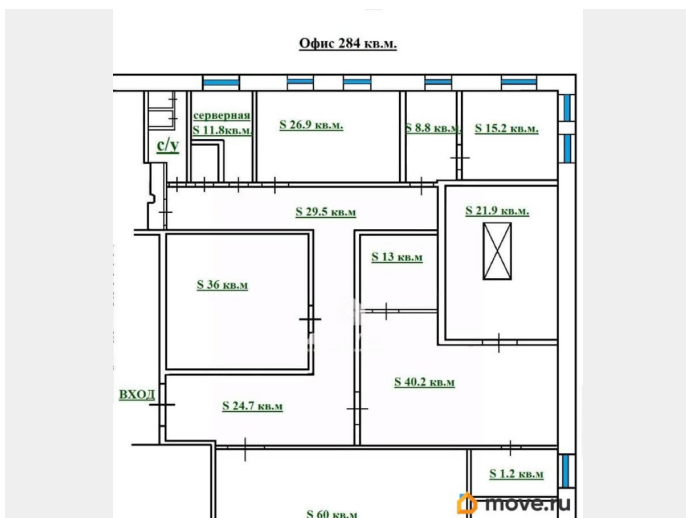 Офис 284 кв.м.
серверная
S 11.8кв.м.
S 26.9 кв.м.
S 8.8 кв.м.
S 15.2 кв.м.
с/у
S 29.5 кв.м
S 21.9 кв.м.
S 13 кв.м
S 36 кв.м
S 40.2 кв.м
ВХОД
S 24.7 кв.м
S 1.2 кв.м
S 60 кв.м
move.ru